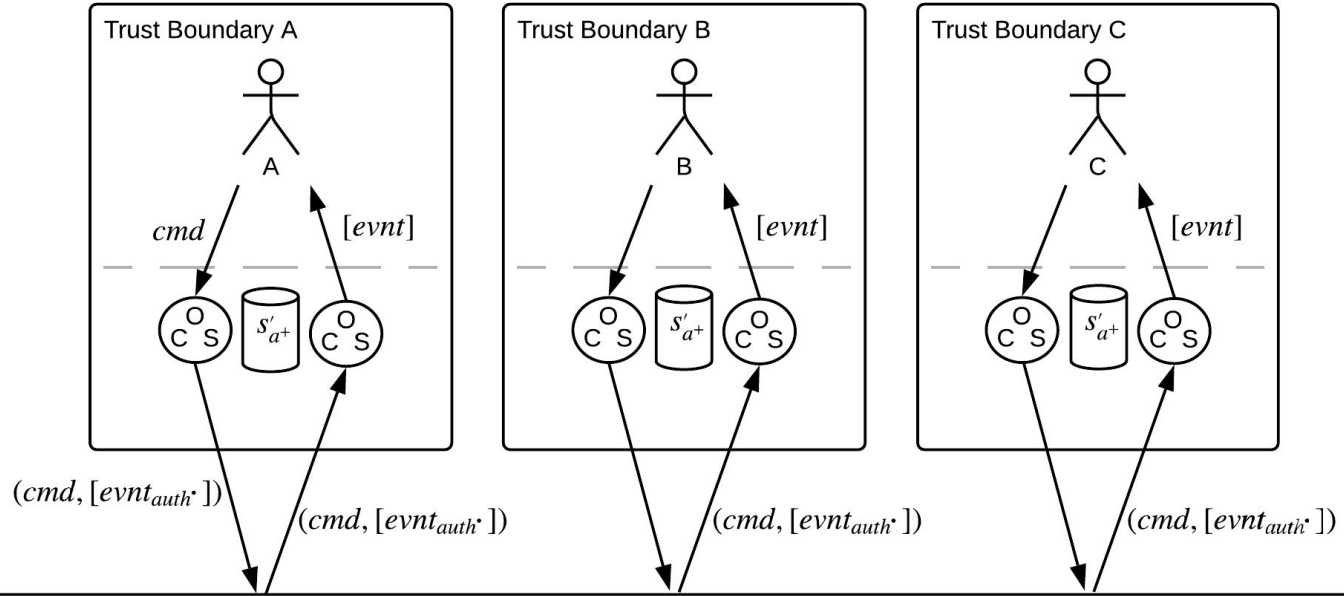 Trust Boundary A
A
cmd
[evnt]
O
C S
s′a+
O
C S
(cmd, [evntauth·])
(cmd, [evntauth·])
Trust Boundary B
B
[evnt]
O
C S
s′a+
O
C S
(cmd, [evntauth·])
Trust Boundary C
C
[evnt]
O
C S
s′a+
O
C S
(cmd, [evntauth·])